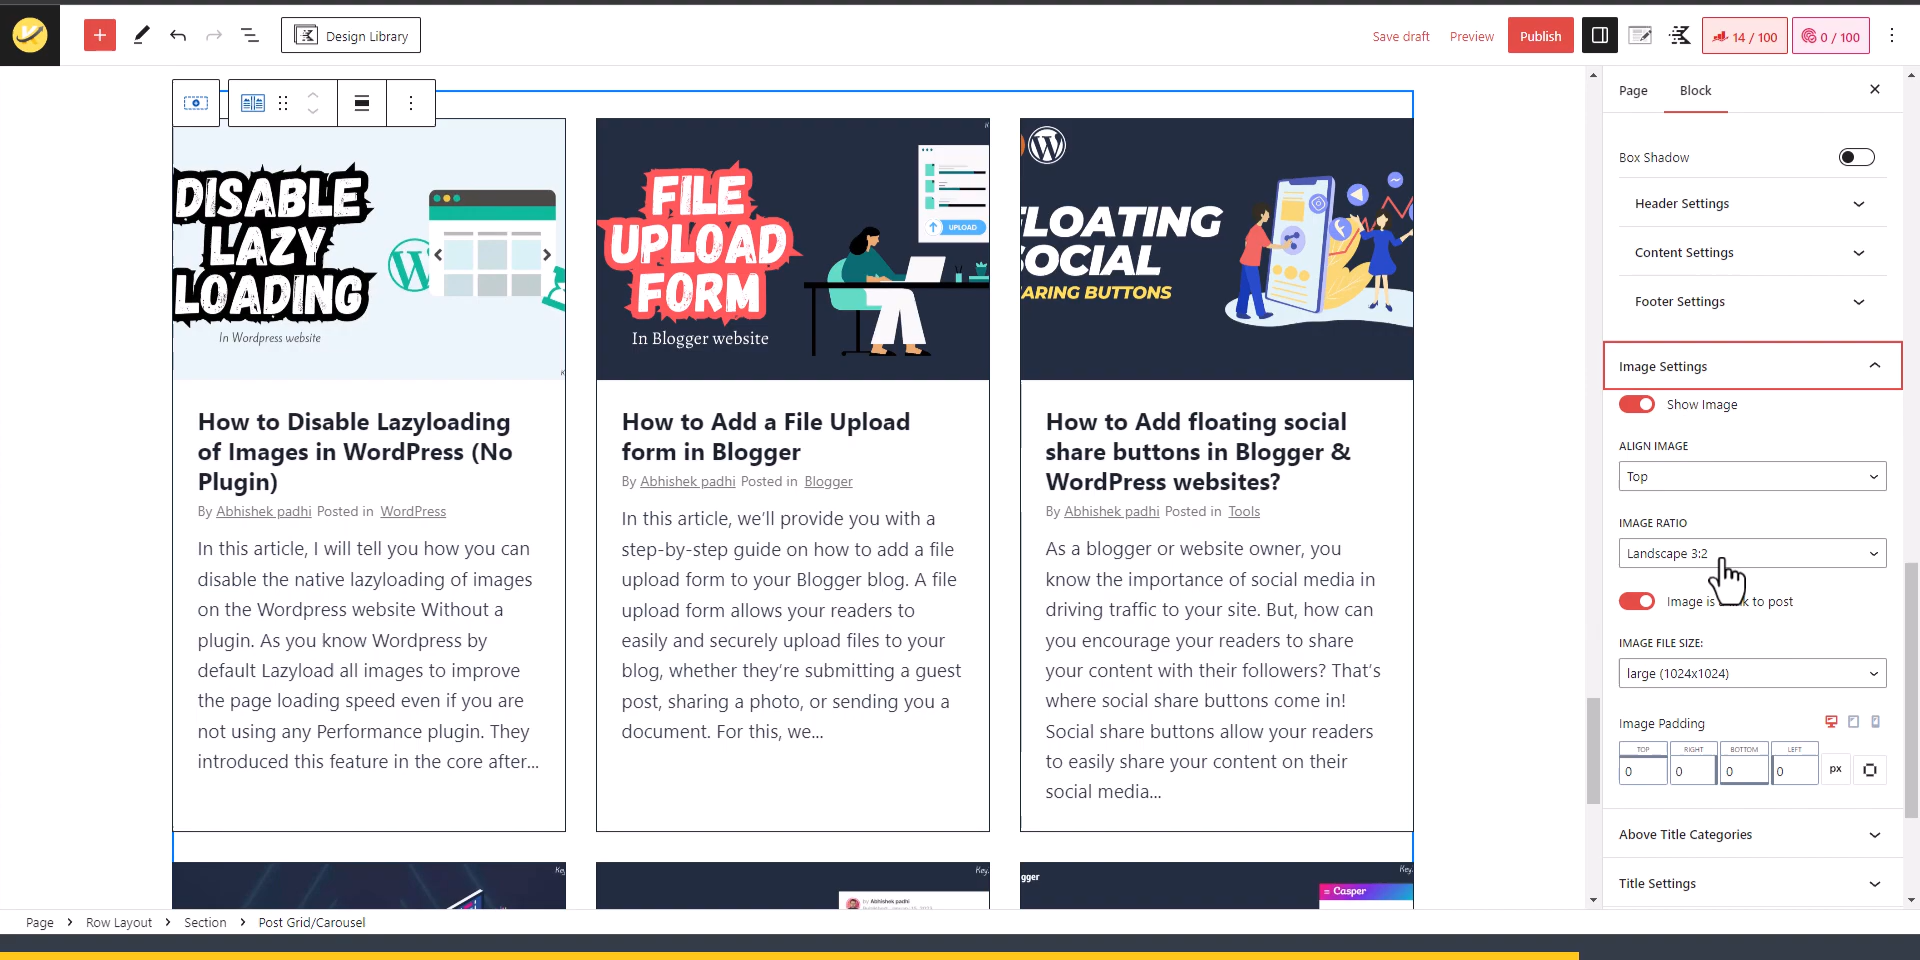 Design Library
Save draft
Preview
Publish
14 / 100
0 / 100
Page
Block
Box Shadow
Header Settings
Content Settings
Footer Settings
Image Settings
Show Image
ALIGN IMAGE
Top
IMAGE RATIO
Landscape 3:2
Image is to post
IMAGE FILE SIZE:
large (1024x1024)
Image Padding
TOP RIGHT BOTTOM LEFT
0 0 0 0 px
Above Title Categories
Title Settings
DISABLE
LAZY
LOADING
In Wordpress website
How to Disable Lazyloading
of Images in WordPress (No
Plugin)
By Abhishek padhi Posted in WordPress
In this article, I will tell you how you can
disable the native lazyloading of images
on the Wordpress website Without a
plugin. As you know Wordpress by
default Lazyload all images to improve
the page loading speed even if you are
not using any Performance plugin. They
introduced this feature in the core after...
FILE
UPLOAD
FORM
In Blogger website
UPLOAD
How to Add a File Upload
form in Blogger
By Abhishek padhi Posted in Blogger
In this article, we’ll provide you with a
step-by-step guide on how to add a file
upload form to your Blogger blog. A file
upload form allows your readers to
easily and securely upload files to your
blog, whether they’re submitting a guest
post, sharing a photo, or sending you a
document. For this, we...
FLOATING
SOCIAL
ARING BUTTONS
How to Add floating social
share buttons in Blogger &
WordPress websites?
By Abhishek padhi Posted in Tools
As a blogger or website owner, you
know the importance of social media in
driving traffic to your site. But, how can
you encourage your readers to share
your content with their followers? That’s
where social share buttons come in!
Social share buttons allow your readers
to easily share your content on their
social media...
Key
Key.
by Abhishek padhi
gger
Key.
Casper
Page
Row Layout
Section
Post Grid/Carousel